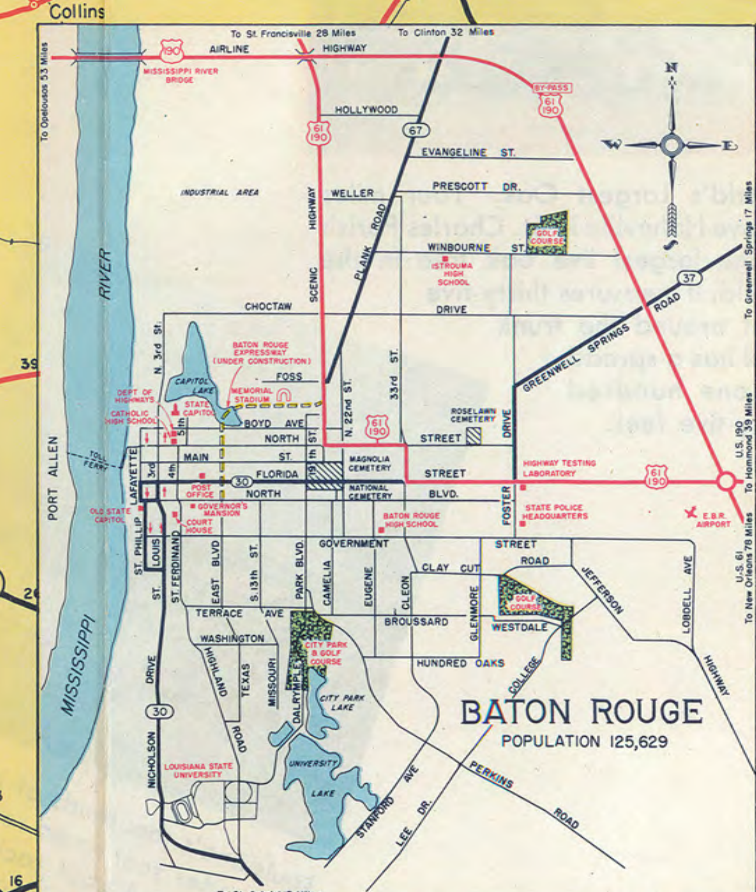 Collins
To St. Francisville 28 Miles
To Clinton 32 Miles
190
AIRLINE HIGHWAY
MISSISSIPPI RIVER
BRIDGE
To Opelousas 53 Miles
BY-PASS
61
190
HOLLYWOOD
61
190
67
N
W
E
S
EVANGELINE ST.
INDUSTRIAL AREA
WELLER
PRESCOTT DR.
SCENIC HIGHWAY
PLANK ROAD
GOLF
COURSE
WINBOURNE ST.
ISTROUMA
HIGH
SCHOOL
To Greenwell Springs 17 Miles
37
RIVER
CHOCTAW DRIVE
GREENWELL SPRINGS ROAD
N. 3rd St.
BATON ROUGE
EXPRESSWAY
(UNDER CONSTRUCTION)
39
CAPITOL
LAKE
FOSS
33rd ST.
N. 22nd ST.
DEPT OF
HIGHWAYS
STATE
CAPITOL
MEMORIAL
STADIUM
CATHOLIC
HIGH SCHOOL
5th
BOYD AVE
61
190
ROSELAWN
CEMETERY
DRIVE
NORTH STREET
19th ST.
TOLL
FERRY
LAFAYETTE
3rd
4th
MAIN ST.
MAGNOLIA
CEMETERY
FLORIDA STREET
HIGHWAY TESTING
LABORATORY
61
190
U.S. 190
To Hammond 39 Miles
POST
OFFICE
30
NORTH BLVD.
NATIONAL
CEMETERY
PORT ALLEN
OLD STATE
CAPITOL
GOVERNOR'S
MANSION
COURT
HOUSE
BATON ROUGE
HIGH SCHOOL
FOSTER
STATE POLICE
HEADQUARTERS
E.B.R.
AIRPORT
ST. PHILLIP
ST. LOUIS
ST. FERDINAND
GOVERNMENT STREET
EAST BLVD
S. 13th ST.
PARK BLVD.
CAMELIA
EUGENE
CLEON
CLAY CUT ROAD
GLENMORE
JEFFERSON HIGHWAY
LOBDELL AVE
U.S. 61
To New Orleans 78 Miles
GOLF
COURSE
TERRACE AVE
BROUSSARD
WESTDALE
WASHINGTON
CITY PARK
& GOLF
COURSE
HUNDRED OAKS
MISSISSIPPI
DRIVE
HIGHLAND ROAD
TEXAS
MISSOURI
DALRYMPLE
CITY PARK
LAKE
COLLEGE
BATON ROUGE
POPULATION 125,629
30
NICHOLSON
LOUISIANA STATE
UNIVERSITY
UNIVERSITY
LAKE
STANFORD AVE
LEE DR.
PERKINS ROAD
16